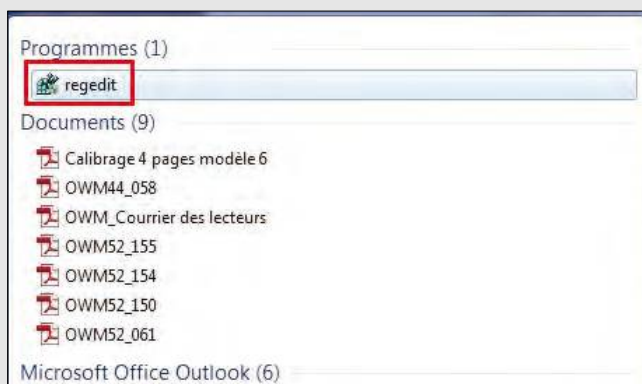 Programmes (1)
regedit
Documents (9)
Calibrage 4 pages modèle 6
OWM44_058
OWM_Courrier des lecteurs
OWM52_155
OWM52_154
OWM52_150
OWM52_061
Microsoft Office Outlook (6)